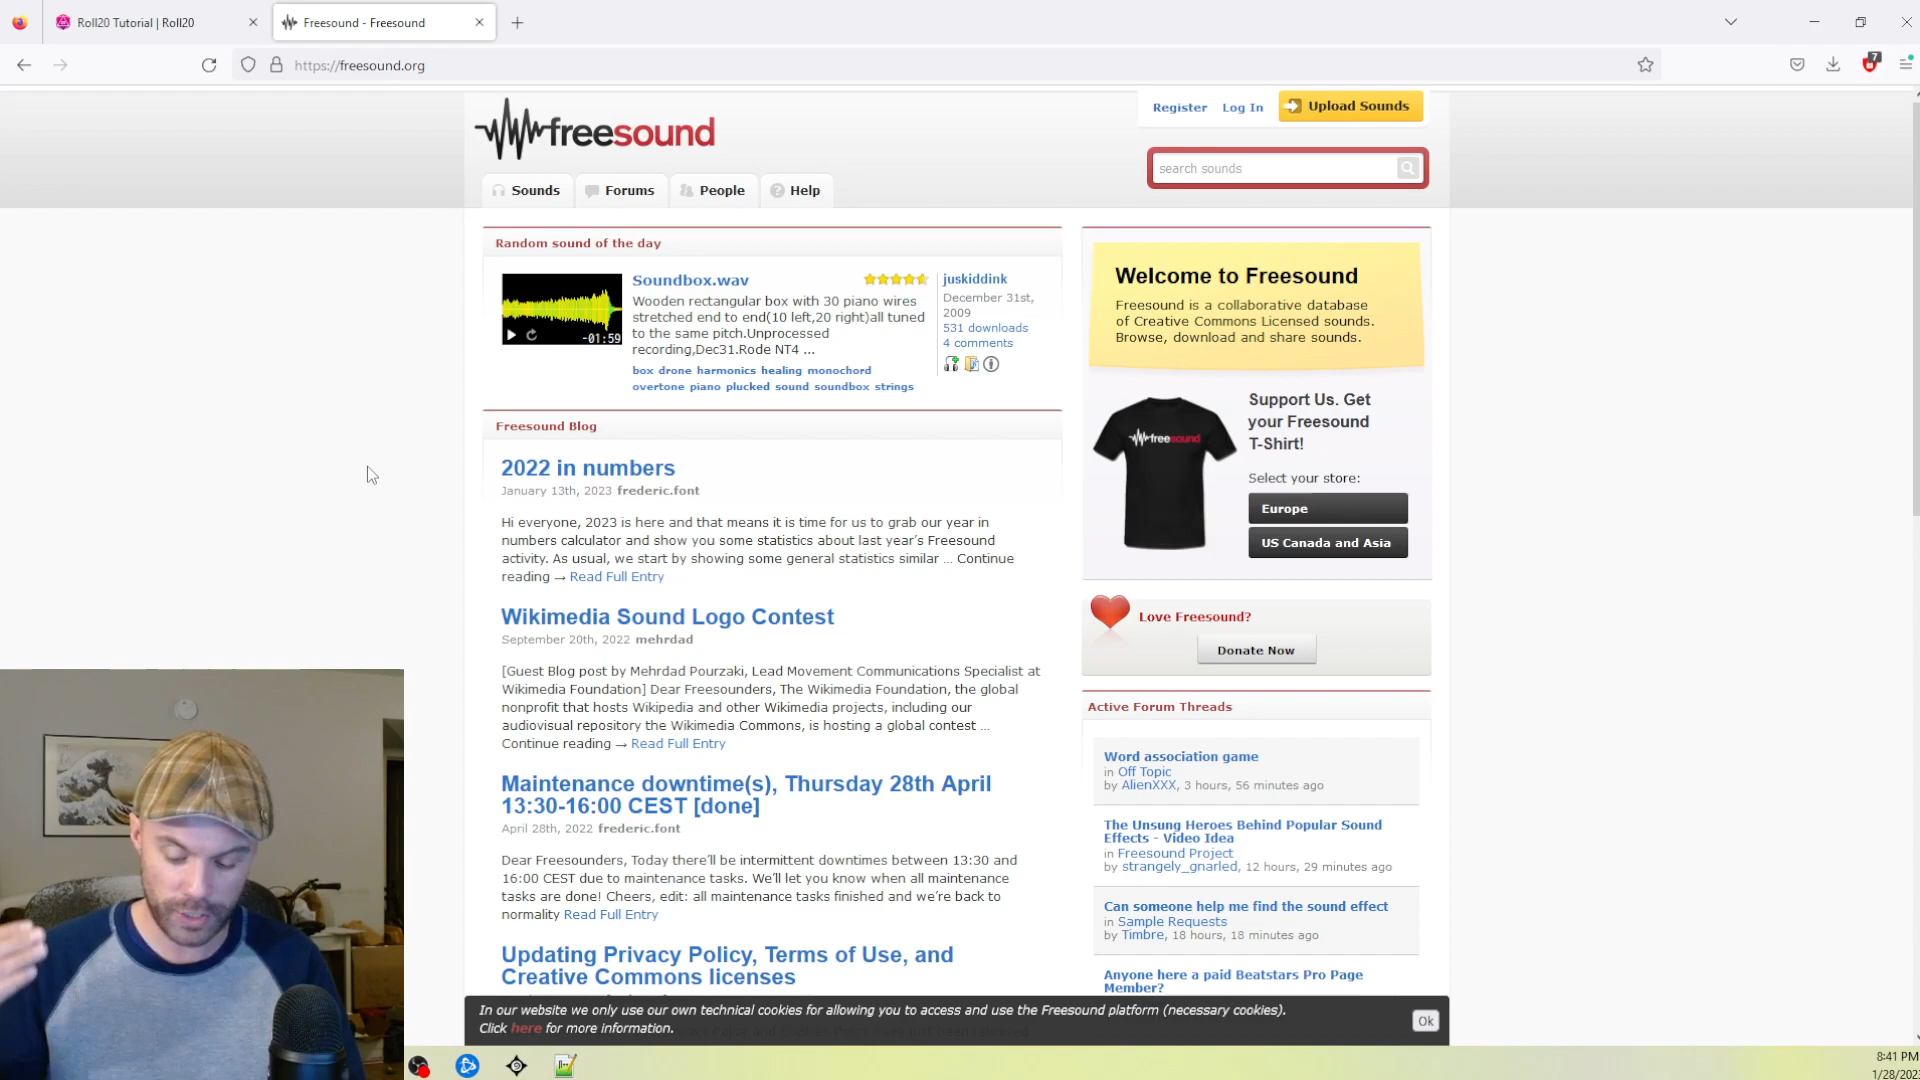 Roll20 Tutorial | Roll20
Freesound - Freesound
https://freesound.org
7
Register Log In Upload Sounds
freesound
search sounds
Sounds Forums People Help
Random sound of the day
Soundbox.wav
Wooden rectangular box with 30 piano wires
stretched end to end(10 left,20 right)all tuned
to the same pitch.Unprocessed
recording,Dec31.Rode NT4 ...
-01:59
box drone harmonics healing monochord
overtone piano plucked sound soundbox strings
juskiddink
December 31st,
2009
531 downloads
4 comments
Freesound Blog
2022 in numbers
January 13th, 2023 frederic.font
Hi everyone, 2023 is here and that means it is time for us to grab our year in
numbers calculator and show you some statistics about last year's Freesound
activity. As usual, we start by showing some general statistics similar ... Continue
reading → Read Full Entry
Wikimedia Sound Logo Contest
September 20th, 2022 mehrdad
[Guest Blog post by Mehrdad Pourzaki, Lead Movement Communications Specialist at
Wikimedia Foundation] Dear Freesounders, The Wikimedia Foundation, the global
nonprofit that hosts Wikipedia and other Wikimedia projects, including our
audiovisual repository the Wikimedia Commons, is hosting a global contest ...
Continue reading → Read Full Entry
Maintenance downtime(s), Thursday 28th April
13:30-16:00 CEST [done]
April 28th, 2022 frederic.font
Dear Freesounders, Today there'll be intermittent downtimes between 13:30 and
16:00 CEST due to maintenance tasks. We'll let you know when all maintenance
tasks are done! Cheers, edit: all maintenance tasks finished and we're back to
normality Read Full Entry
Updating Privacy Policy, Terms of Use, and
Creative Commons licenses
Welcome to Freesound
Freesound is a collaborative database
of Creative Commons Licensed sounds.
Browse, download and share sounds.
freesound
Support Us. Get
your Freesound
T-Shirt!
Select your store:
Europe
US Canada and Asia
Love Freesound?
Donate Now
Active Forum Threads
Word association game
in Off Topic
by AlienXXX, 3 hours, 56 minutes ago
The Unsung Heroes Behind Popular Sound
Effects - Video Idea
in Freesound Project
by strangely_gnarled, 12 hours, 29 minutes ago
Can someone help me find the sound effect
in Sample Requests
by Timbre, 18 hours, 18 minutes ago
Anyone here a paid Beatstars Pro Page
Member?
In our website we only use our own technical cookies for allowing you to access and use the Freesound platform (necessary cookies).
Click here for more information.
Ok
8:41 PM
1/28/2023